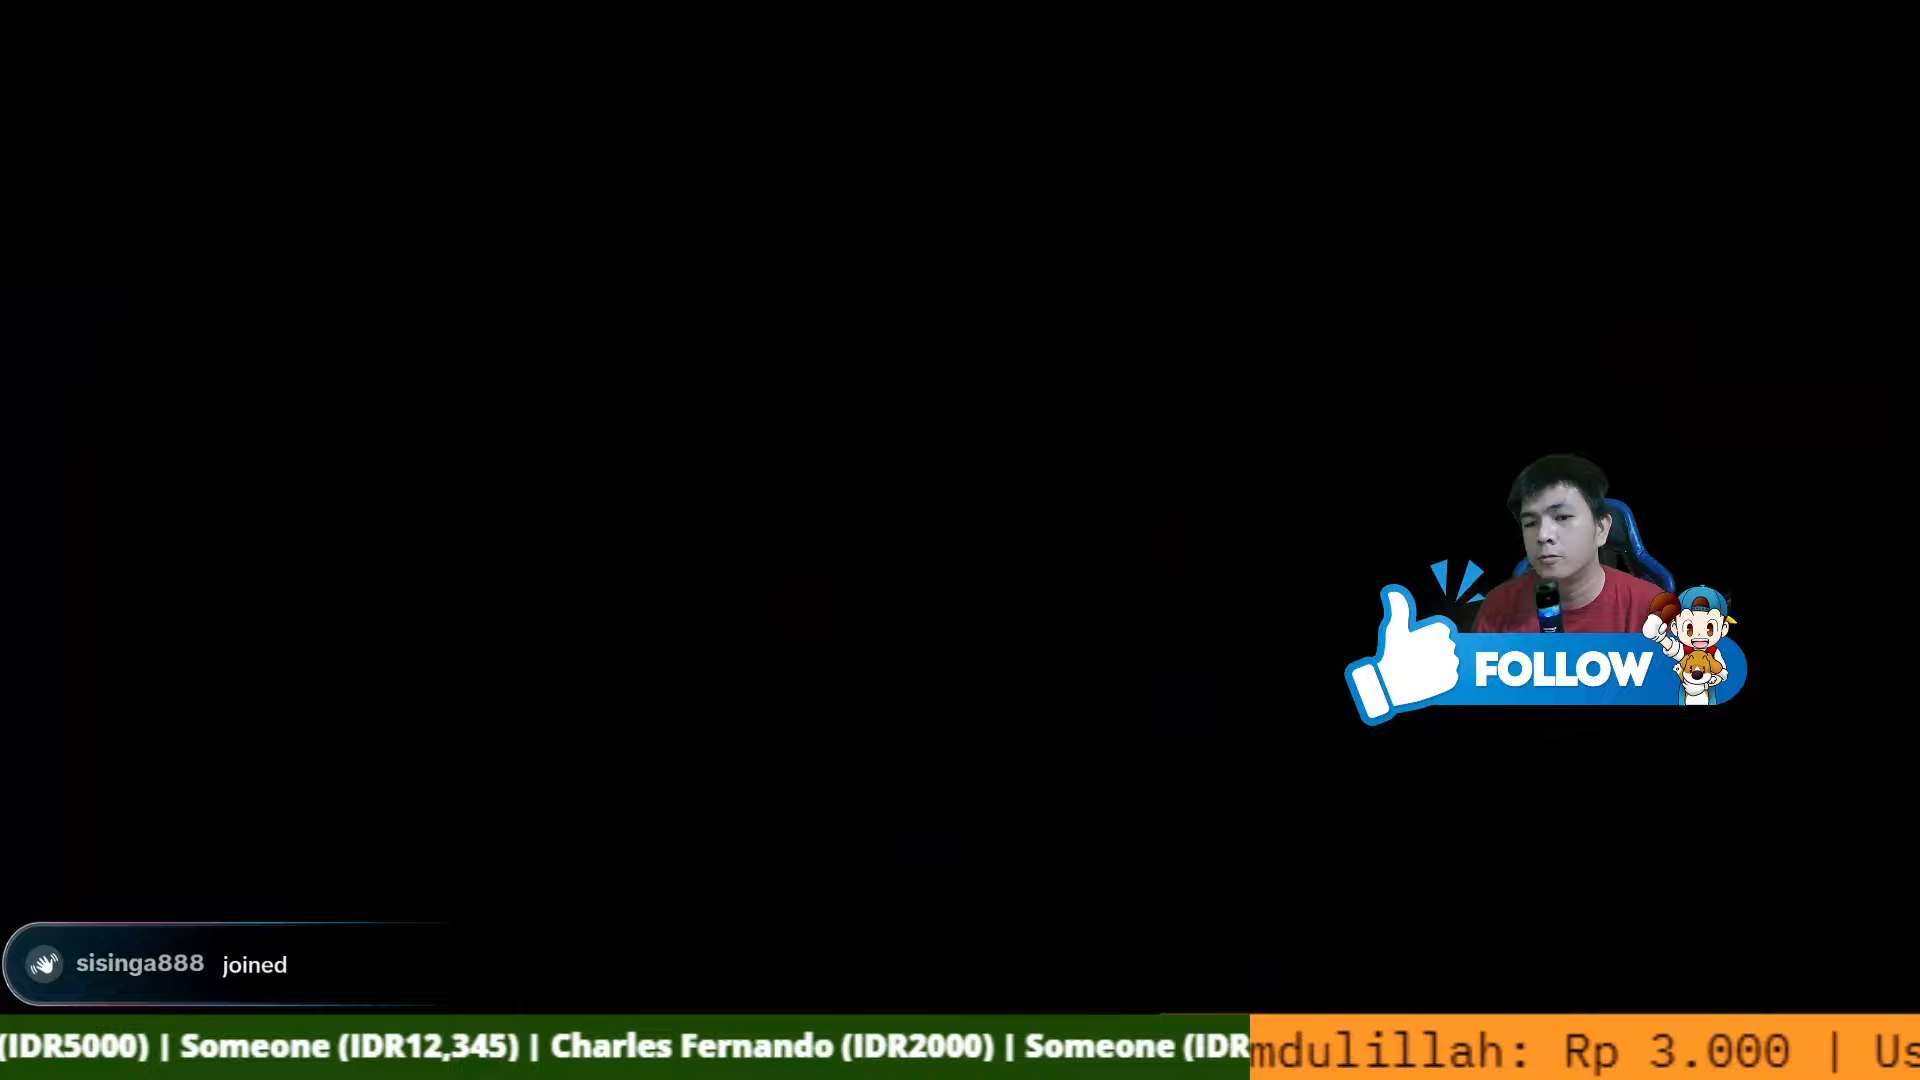 FOLLOW
sisinga888 joined
(IDR5000) | Someone (IDR12,345) | Charles Fernando (IDR2000) | Someone (IDR
mdulillah: Rp 3.000 | Us